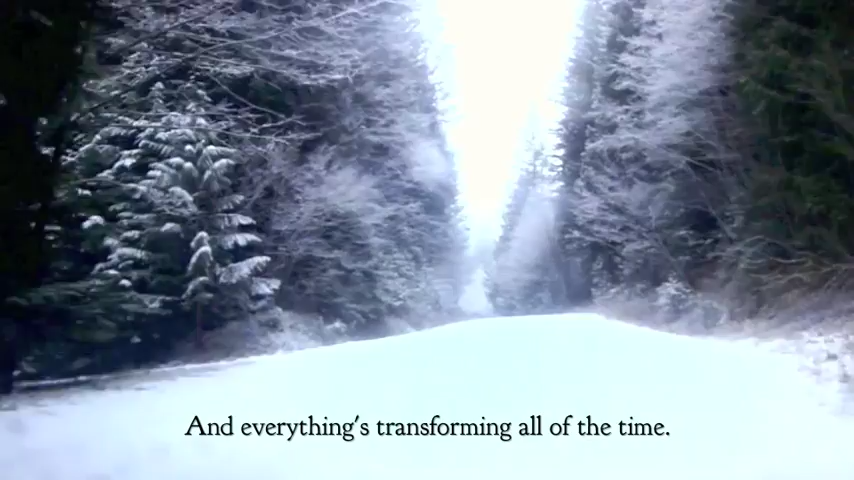 And everything's transforming all of the time.